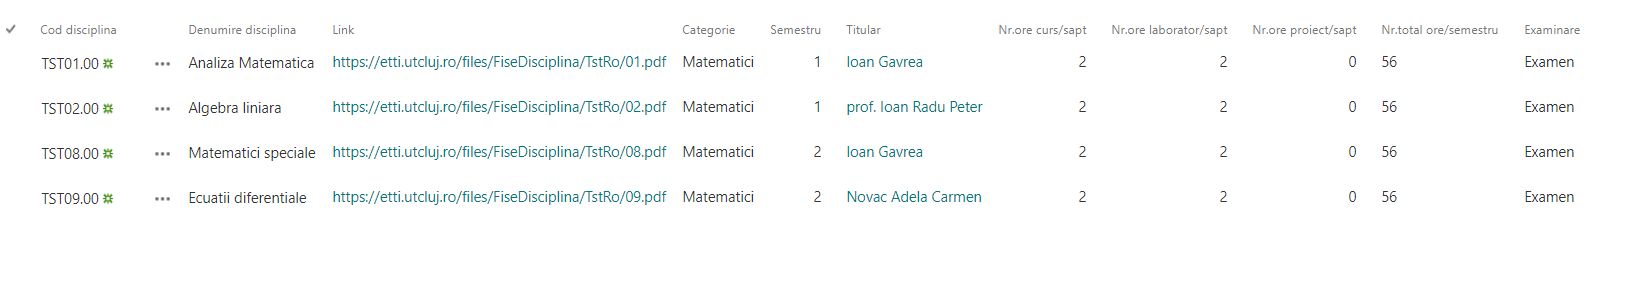 Cod disciplina Denumire disciplina Link Categorie Semestru Titular Nr.ore curs/sapt Nr.ore laborator/sapt Nr.ore proiect/sapt Nr.total ore/semestru Examinare
TST01.00 ••• Analiza Matematica https://etti.utcluj.ro/files/FiseDisciplina/TstRo/01.pdf Matematici 1 Ioan Gavrea 2 2 0 56 Examen
TST02.00 ••• Algebra liniara https://etti.utcluj.ro/files/FiseDisciplina/TstRo/02.pdf Matematici 1 prof. Ioan Radu Peter 2 2 0 56 Examen
TST08.00 ••• Matematici speciale https://etti.utcluj.ro/files/FiseDisciplina/TstRo/08.pdf Matematici 2 Ioan Gavrea 2 2 0 56 Examen
TST09.00 ••• Ecuatii diferentiale https://etti.utcluj.ro/files/FiseDisciplina/TstRo/09.pdf Matematici 2 Novac Adela Carmen 2 2 0 56 Examen